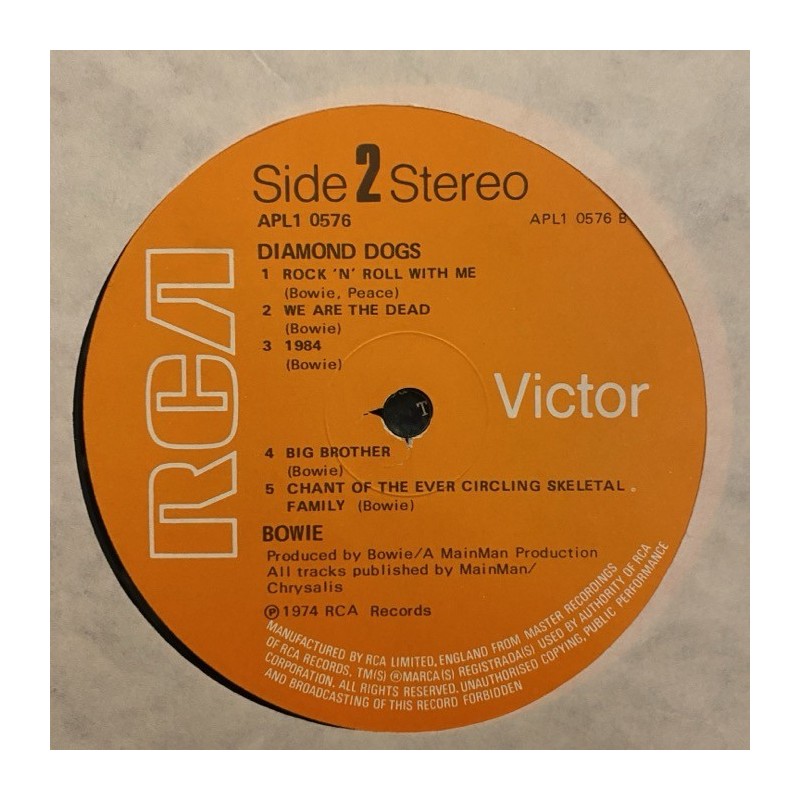 Side 2 Stereo
APL1 0576
APL1 0576 B
DIAMOND DOGS
1 ROCK 'N' ROLL WITH ME
(Bowie, Peace)
2 WE ARE THE DEAD
(Bowie)
3 1984
(Bowie)
RCA
Victor
T
4 BIG BROTHER
(Bowie)
5 CHANT OF THE EVER CIRCLING SKELETAL
FAMILY (Bowie)
BOWIE
Produced by Bowie/A MainMan Production
All tracks published by MainMan/
Chrysalis
℗1974 RCA Records
MANUFACTURED BY RCA LIMITED, ENGLAND FROM MASTER RECORDINGS
OF RCA RECORDS, TM(S) ®MARCA(S) REGISTRADA(S) USED BY AUTHORITY OF RCA
CORPORATION. ALL RIGHTS RESERVED. UNAUTHORISED COPYING, PUBLIC PERFORMANCE
AND BROADCASTING OF THIS RECORD FORBIDDEN